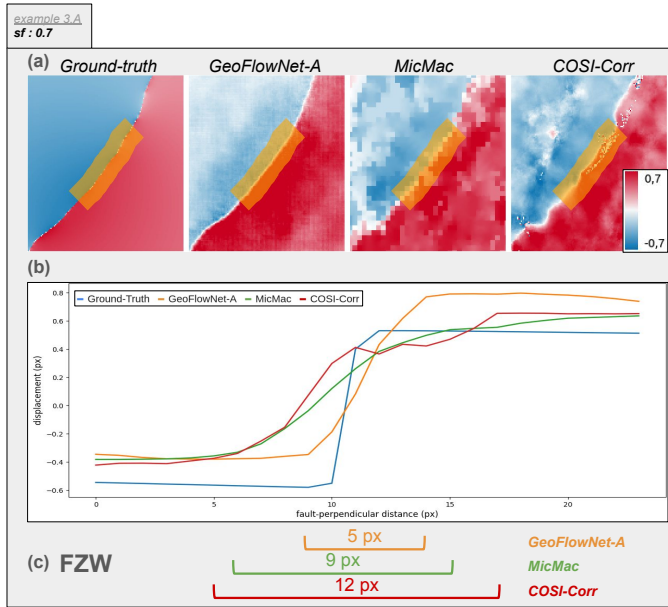 example 3.A
sf : 0.7
(a) Ground-truth GeoFlowNet-A MicMac COSI-Corr
0,7
-0,7
(b)
Ground-Truth GeoFlowNet-A MicMac COSI-Corr
0.8
0.6
0.4
0.2
0.0
−0.2
−0.4
−0.6
displacement (px)
0 5 10 15 20
fault-perpendicular distance (px)
(c) FZW
5 px GeoFlowNet-A
9 px MicMac
12 px COSI-Corr